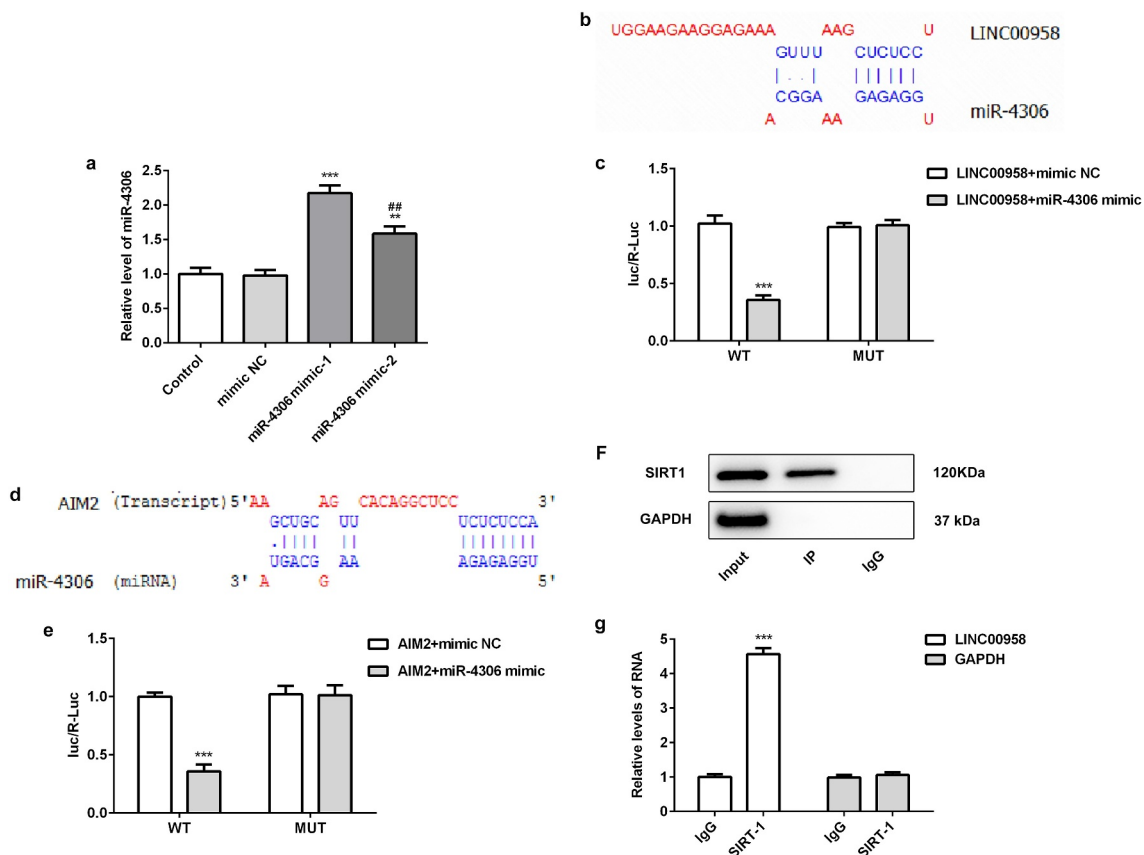 a
Relative level of miR-4306
2.5
2.0
1.5
1.0
0.5
0.0
***
##
**
Control
mimic NC
miR-4306 mimic-1
miR-4306 mimic-2
b
UGGAAGAAGGAGAAA AAG U
LINC00958
GUUU CUCUCC
| . . | | | | | | |
CGGA GAGAGG
miR-4306
A AA U
c
luc/R-Luc
1.5
1.0
0.5
0.0
***
WT MUT
LINC00958+mimic NC
LINC00958+miR-4306 mimic
d
AIM2 (Transcript) 5' AA AG CACAGGCUCC 3'
GCUGC UU UCUCUCCA
.|||| || ||||||||
UGACG AA AGAGAGGU
miR-4306 (miRNA) 3' A G 5'
e
luc/R-Luc
1.5
1.0
0.5
0.0
***
WT MUT
AIM2+mimic NC
AIM2+miR-4306 mimic
F
SIRT1 120KDa
GAPDH 37 kDa
Input IP IgG
g
Relative levels of RNA
5
4
3
2
1
0
***
IgG SIRT-1 IgG SIRT-1
LINC00958
GAPDH